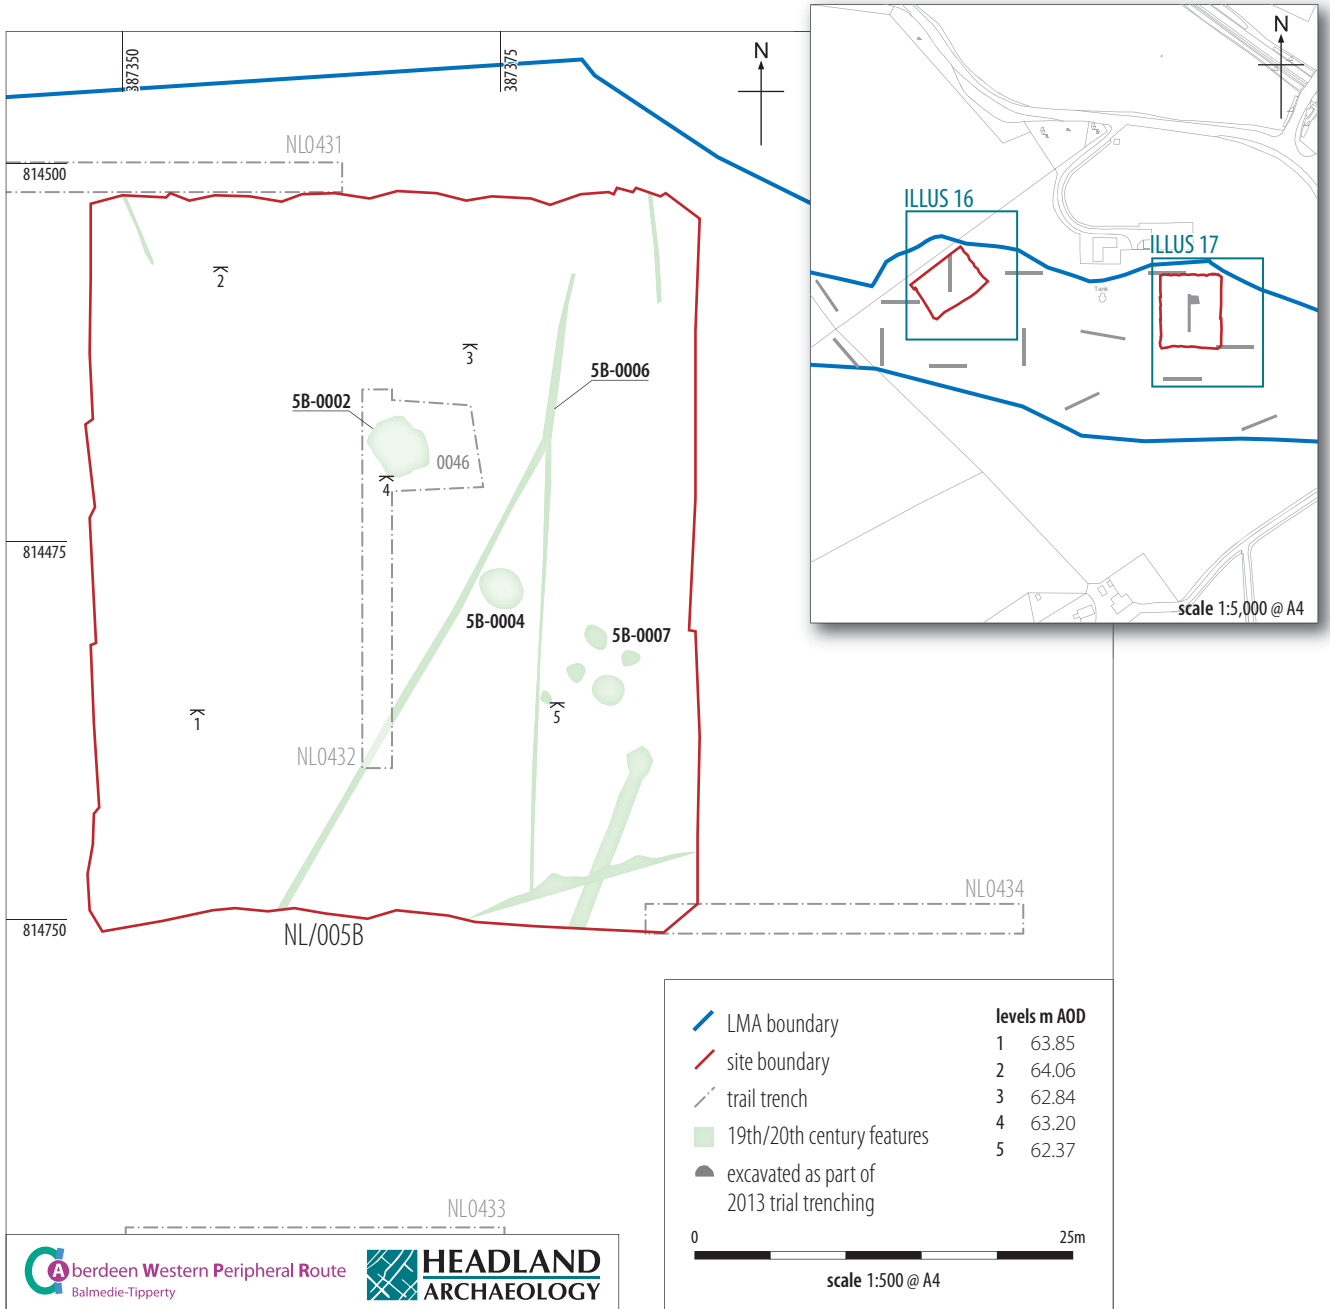 387350
387375
N
NL0431
814500
2
3
5B-0006
5B-0002
0046
4
814475
5B-0004
5B-0007
1
5
NL0432
NL0434
814750
NL/005B
NL0433
N
ILLUS 16
ILLUS 17
Tank
scale 1:5,000 @ A4
LMA boundary
site boundary
trail trench
19th/20th century features
excavated as part of
2013 trial trenching
levels m AOD
1 63.85
2 64.06
3 62.84
4 63.20
5 62.37
0 25m
scale 1:500 @ A4
Aberdeen Western Peripheral Route
Balmedie-Tipperty
HEADLAND
ARCHAEOLOGY